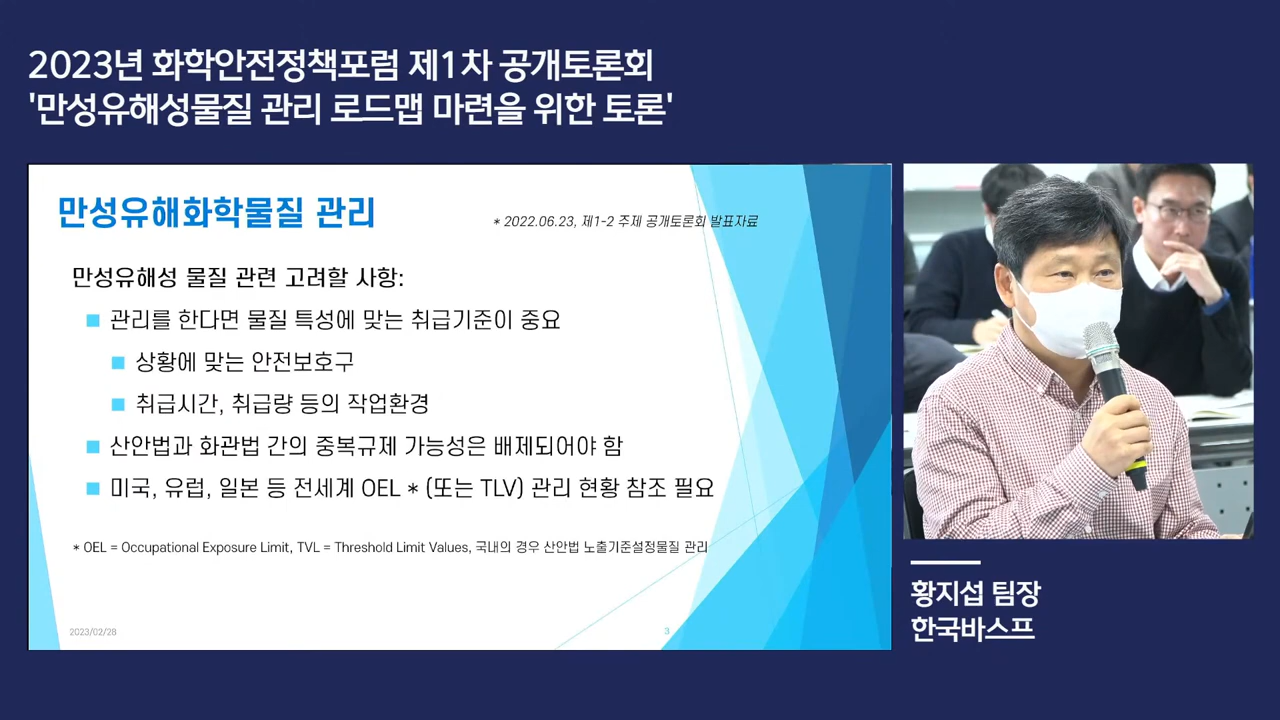 2023년 화학안전정책포럼 제1차 공개토론회
'만성유해성물질 관리 로드맵 마련을 위한 토론'
만성유해화학물질 관리
* 2022.06.23, 제1-2 주제 공개토론회 발표자료
만성유해성 물질 관련 고려할 사항:
관리를 한다면 물질 특성에 맞는 취급기준이 중요
상황에 맞는 안전보호구
취급시간, 취급량 등의 작업환경
산안법과 화관법 간의 중복규제 가능성은 배제되어야 함
미국, 유럽, 일본 등 전세계 OEL * (또는 TLV) 관리 현황 참조 필요
* OEL = Occupational Exposure Limit, TVL = Threshold Limit Values, 국내의 경우 산안법 노출기준설정물질 관리
2023/02/28
3
황지섭 팀장
한국바스프